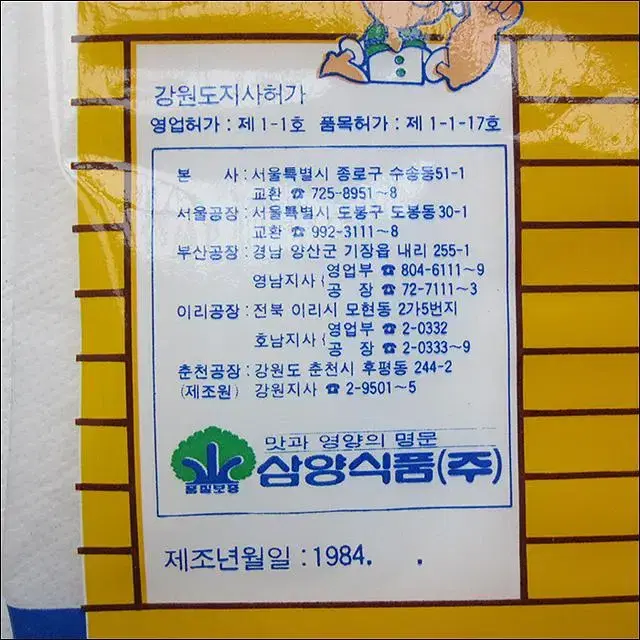 강원도지사허가
영업허가 : 제 1-1호 품목허가 : 제 1-1-17호
본 사 : 서울특별시 종로구 수송동51-1
교환 ☎ 725-8951~8
서울공장 : 서울특별시 도봉구 도봉동30-1
교환 ☎ 992-3111~8
부산공장 : 경남 양산군 기장읍 내리 255-1
영남지사 ( 영업부 ☎ 804-6111~9
공 장 ☎ 72-7111~3
이리공장 : 전북 이리시 모현동 2가5번지
호남지사 ( 영업부 ☎ 2-0332
공 장 ☎ 2-0333~9
춘천공장 : 강원도 춘천시 후평동 244-2
(제조원) 강원지사 ☎ 2-9501~5
맛과 영양의 명문
품질보증 삼양식품(주)
제조년월일 : 1984. .